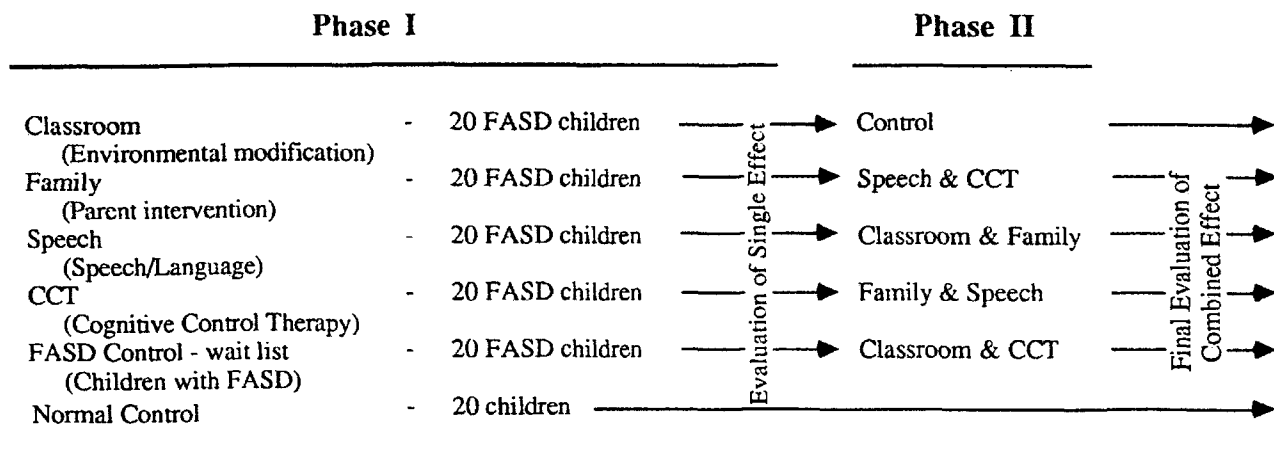 Phase I Phase II
Classroom - 20 FASD children Control
(Environmental modification)
Family - 20 FASD children Speech & CCT
(Parent intervention)
Speech - 20 FASD children Classroom & Family
(Speech/Language)
CCT - 20 FASD children Family & Speech
(Cognitive Control Therapy)
FASD Control - wait list - 20 FASD children Classroom & CCT
(Children with FASD)
Normal Control - 20 children
Evaluation of Single Effect
Final Evaluation of
Combined Effect